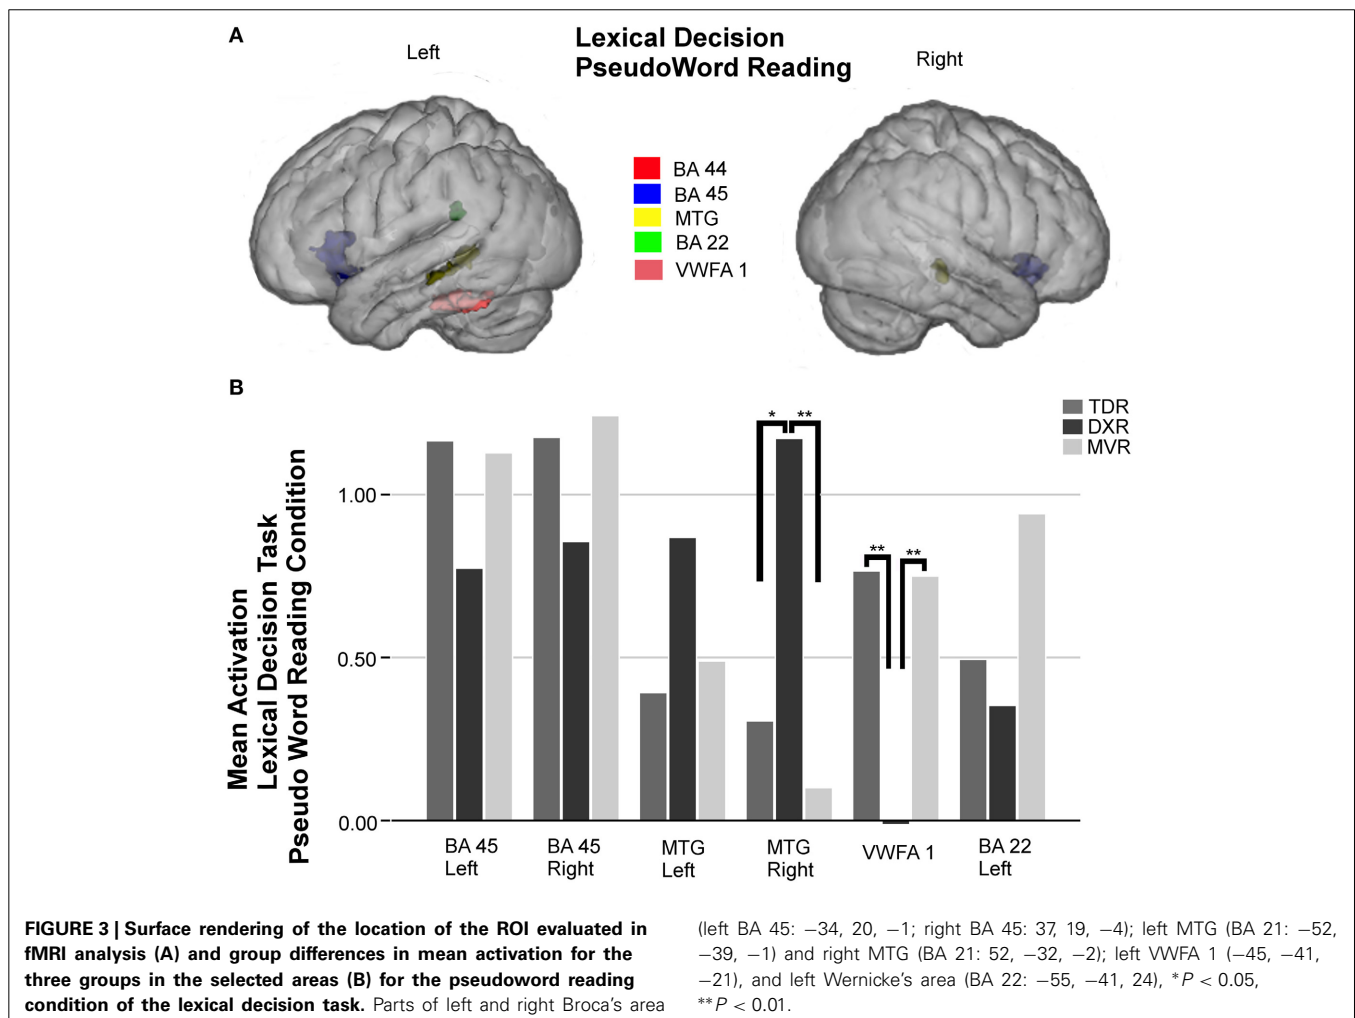 A
Lexical Decision
PseudoWord Reading
Left
Right
BA 44
BA 45
MTG
BA 22
VWFA 1
B
TDR
DXR
MVR
Mean Activation
Lexical Decision Task
Pseudo Word Reading Condition
1.00
0.50
0.00
* **
** **
BA 45 Left
BA 45 Right
MTG Left
MTG Right
VWFA 1
BA 22 Left
FIGURE 3 | Surface rendering of the location of the ROI evaluated in
fMRI analysis (A) and group differences in mean activation for the
three groups in the selected areas (B) for the pseudoword reading
condition of the lexical decision task. Parts of left and right Broca's area
(left BA 45: −34, 20, −1; right BA 45: 37, 19, −4); left MTG (BA 21: −52,
−39, −1) and right MTG (BA 21: 52, −32, −2); left VWFA 1 (−45, −41,
−21), and left Wernicke's area (BA 22: −55, −41, 24), *P < 0.05,
**P < 0.01.